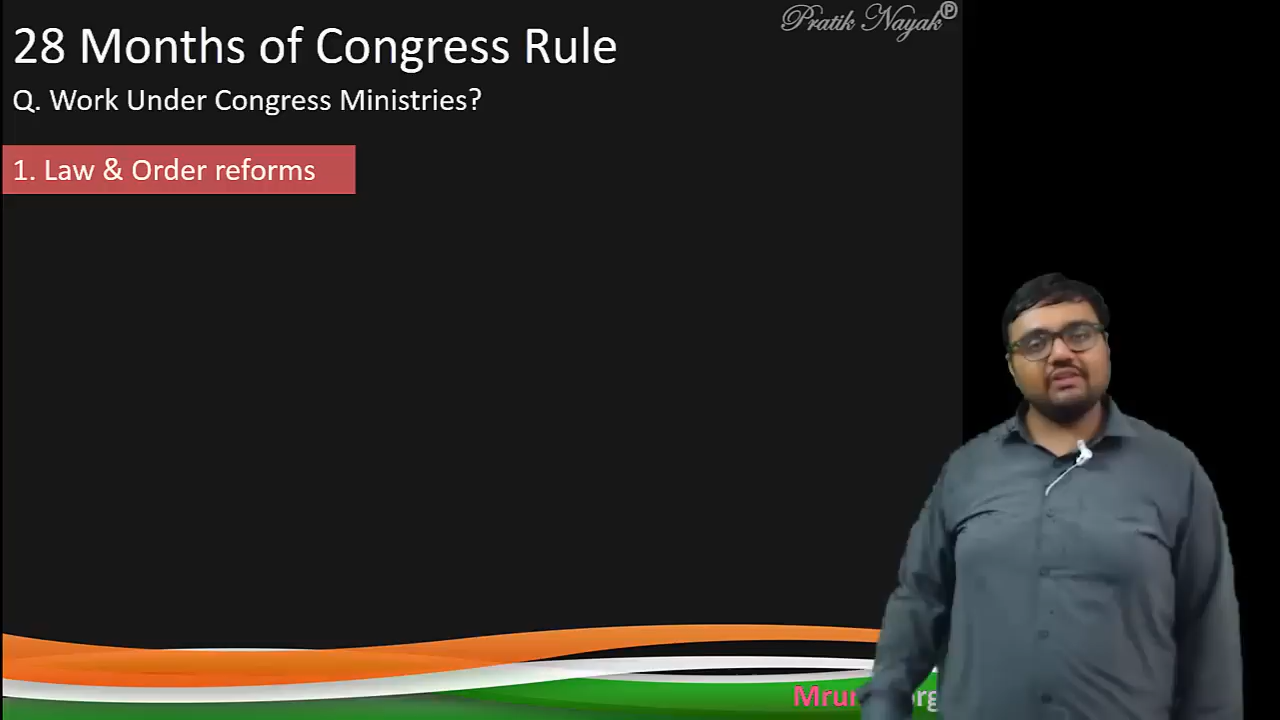 Pratik Nayak®
28 Months of Congress Rule
Q. Work Under Congress Ministries?
1. Law & Order reforms